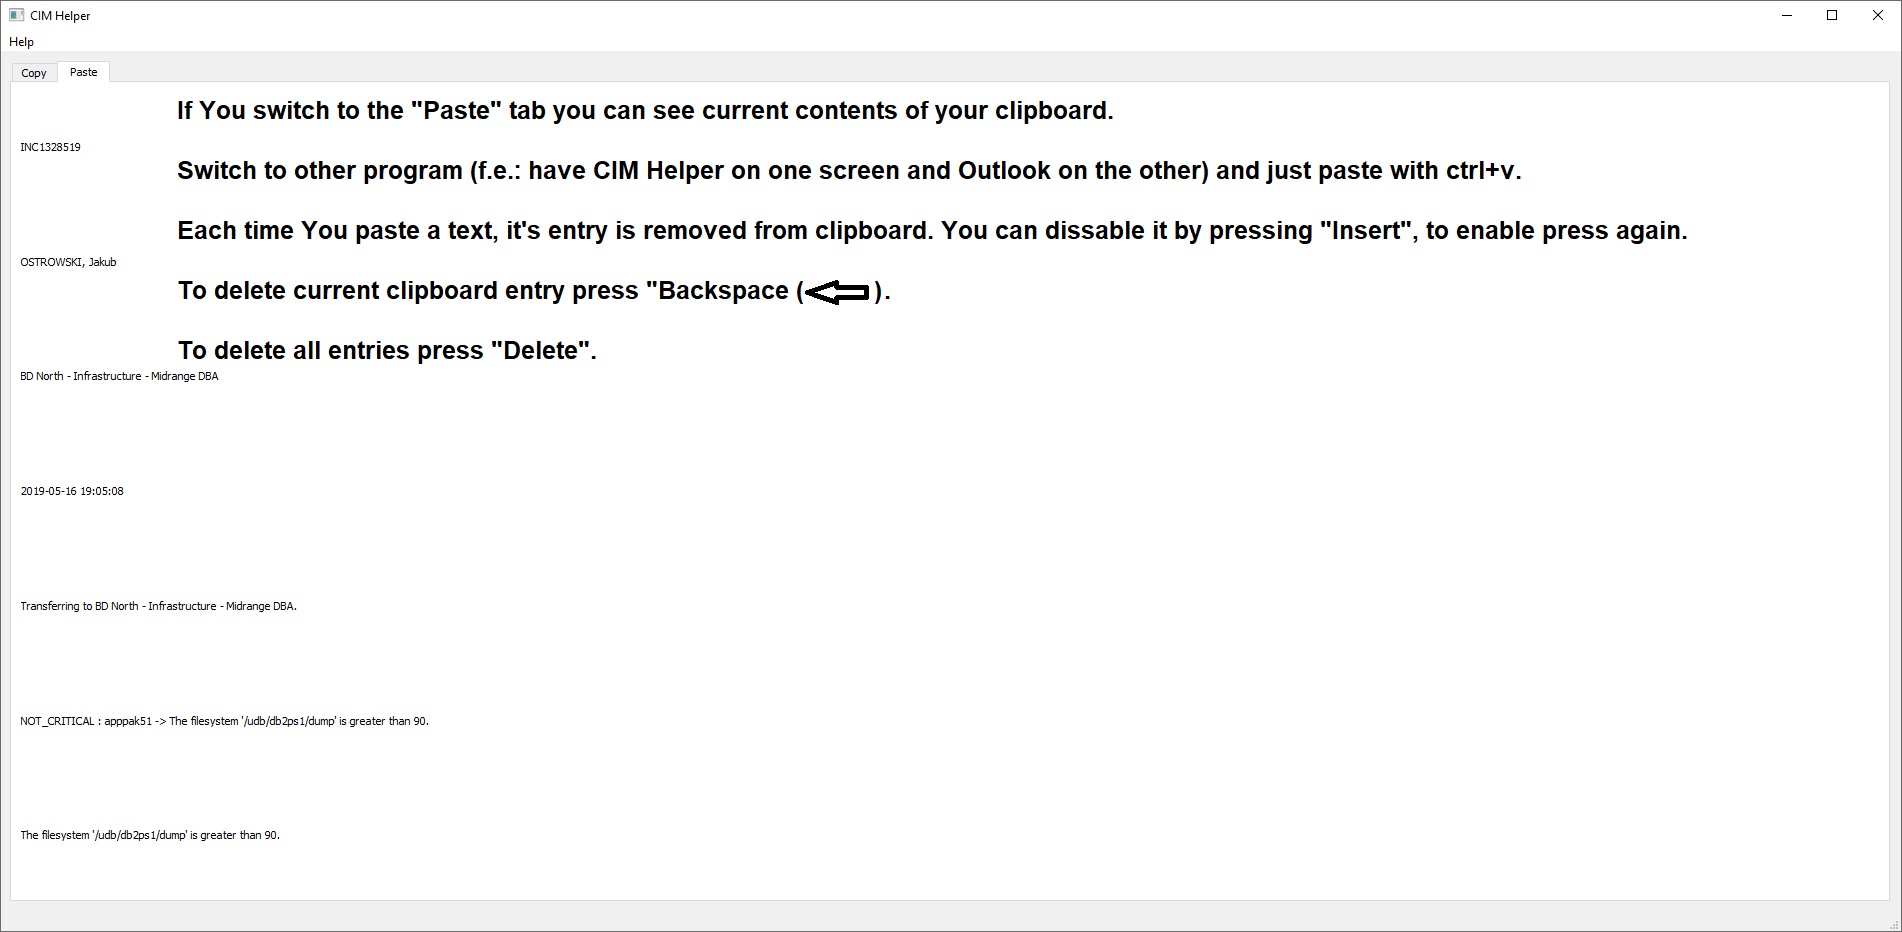 CIM Helper
Help
Copy Paste
If You switch to the "Paste" tab you can see current contents of your clipboard.
INC1328519
Switch to other program (f.e.: have CIM Helper on one screen and Outlook on the other) and just paste with ctrl+v.
Each time You paste a text, it's entry is removed from clipboard. You can dissable it by pressing "Insert", to enable press again.
OSTROWSKI, Jakub
To delete current clipboard entry press "Backspace ( ).
To delete all entries press "Delete".
BD North - Infrastructure - Midrange DBA
2019-05-16 19:05:08
Transferring to BD North - Infrastructure - Midrange DBA.
NOT_CRITICAL : apppak51 -> The filesystem '/udb/db2ps1/dump' is greater than 90.
The filesystem '/udb/db2ps1/dump' is greater than 90.